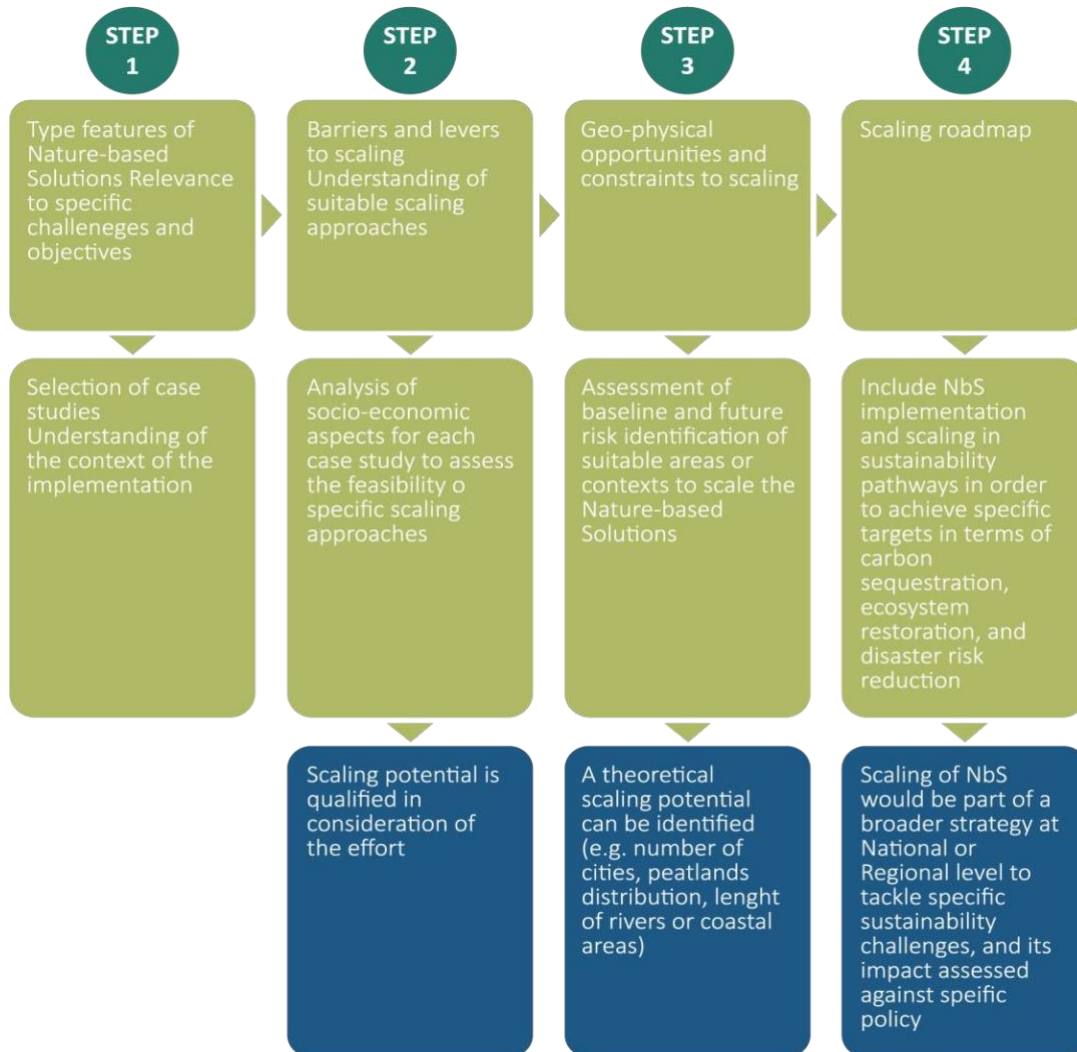 STEP
1
STEP
2
STEP
3
STEP
4
Type features of
Nature-based
Solutions Relevance
to specific
challeneges and
objectives
Barriers and levers
to scaling
Understanding of
suitable scaling
approaches
Geo-physical
opportunities and
constraints to scaling
Scaling roadmap
Selection of case
studies
Understanding of
the context of the
implementation
Analysis of
socio-economic
aspects for each
case study to assess
the feasibility o
specific scaling
approaches
Assessment of
baseline and future
risk identification of
suitable areas or
contexts to scale the
Nature-based
Solutions
Include NbS
implementation
and scaling in
sustainability
pathways in order
to achieve specific
targets in terms of
carbon
sequestration,
ecosystem
restoration, and
disaster risk
reduction
Scaling potential is
qualified in
consideration of
the effort
A theoretical
scaling potential
can be identified
(e.g. number of
cities, peatlands
distribution, lenght
of rivers or coastal
areas)
Scaling of NbS
would be part of a
broader strategy at
National or
Regional level to
tackle specific
sustainability
challenges, and its
impact assessed
against speific
policy